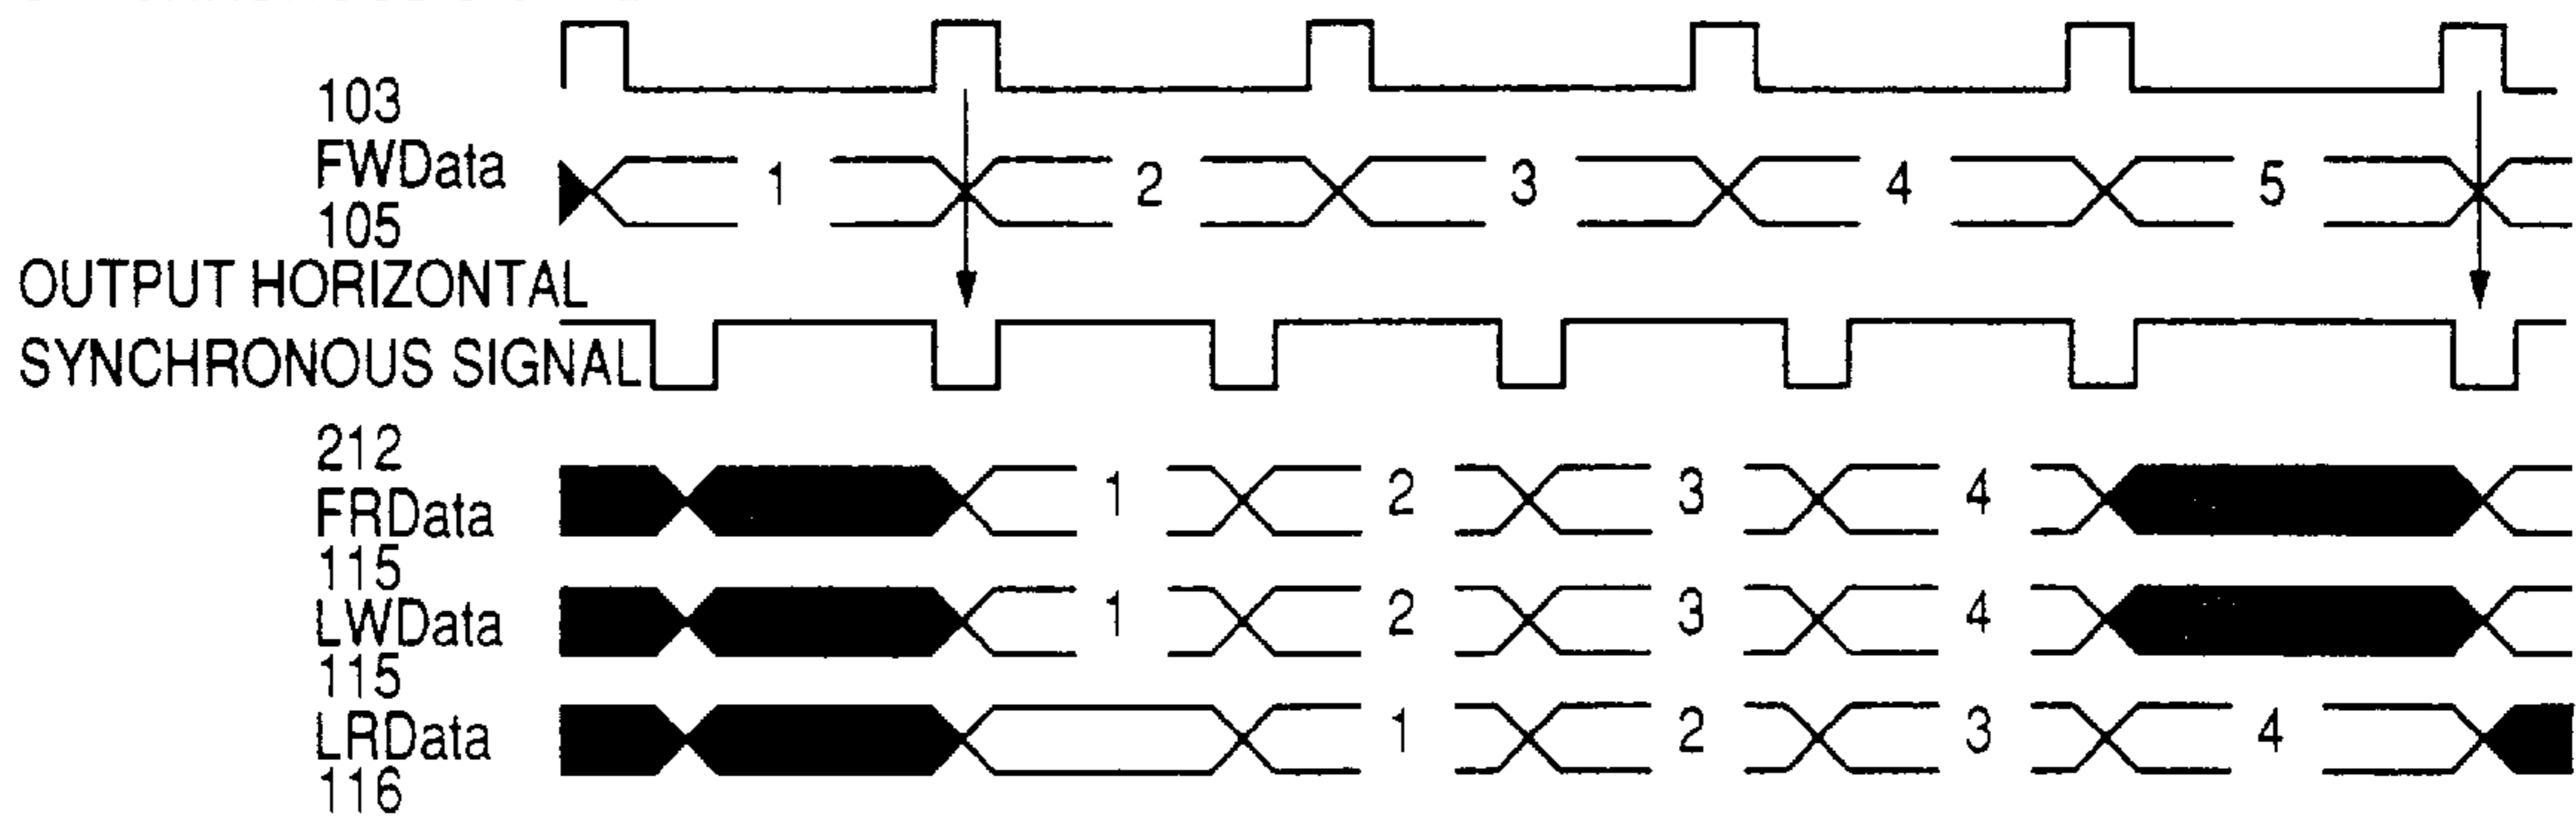 103
FWData 1 2 3 4 5
105
OUTPUT HORIZONTAL
SYNCHRONOUS SIGNAL
212
FRData 1 2 3 4
115
LWData 1 2 3 4
115
LRData 1 2 3 4
116